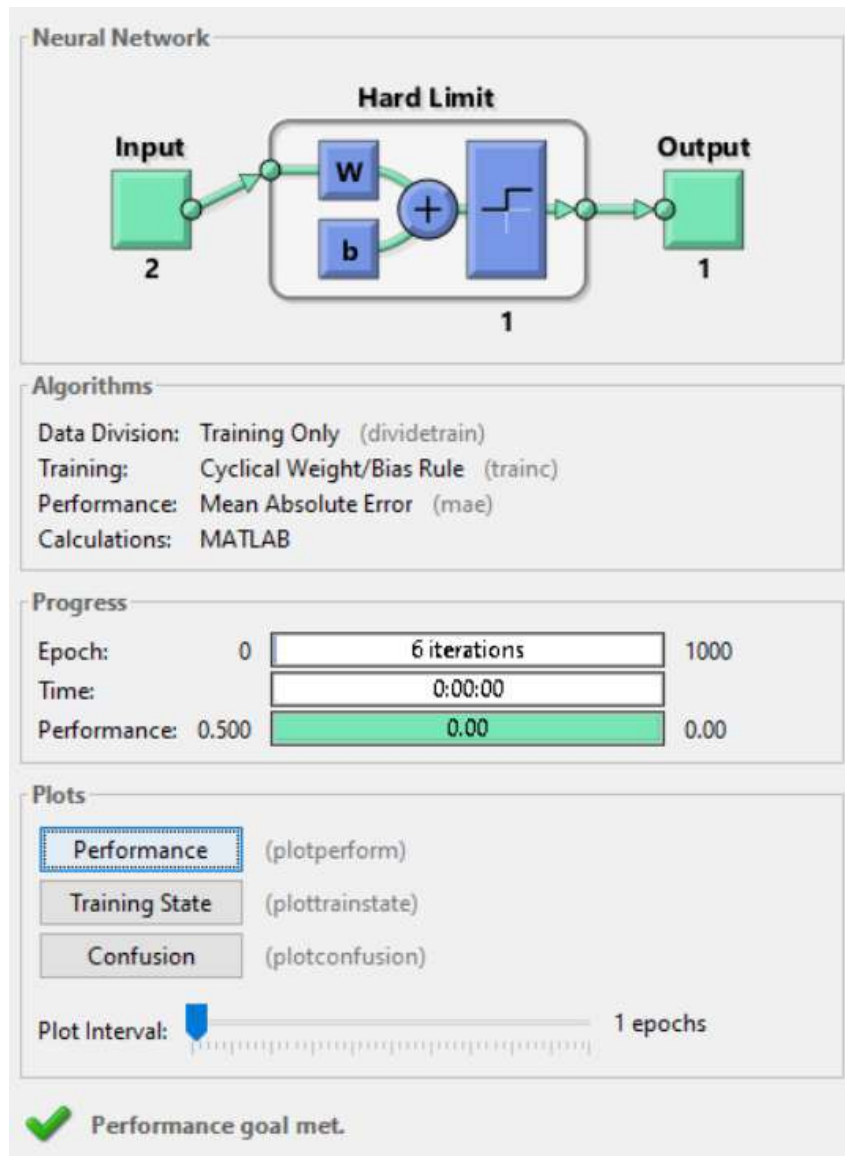 Neural Network
Hard Limit
Input
Output
W
b
+
2
1
1
Algorithms
Data Division: Training Only (dividetrain)
Training: Cyclical Weight/Bias Rule (trainc)
Performance: Mean Absolute Error (mae)
Calculations: MATLAB
Progress
Epoch: 0 6 iterations 1000
Time: 0:00:00
Performance: 0.500 0.00 0.00
Plots
Performance (plotperform)
Training State (plottrainstate)
Confusion (plotconfusion)
Plot Interval: 1 epochs
Performance goal met.